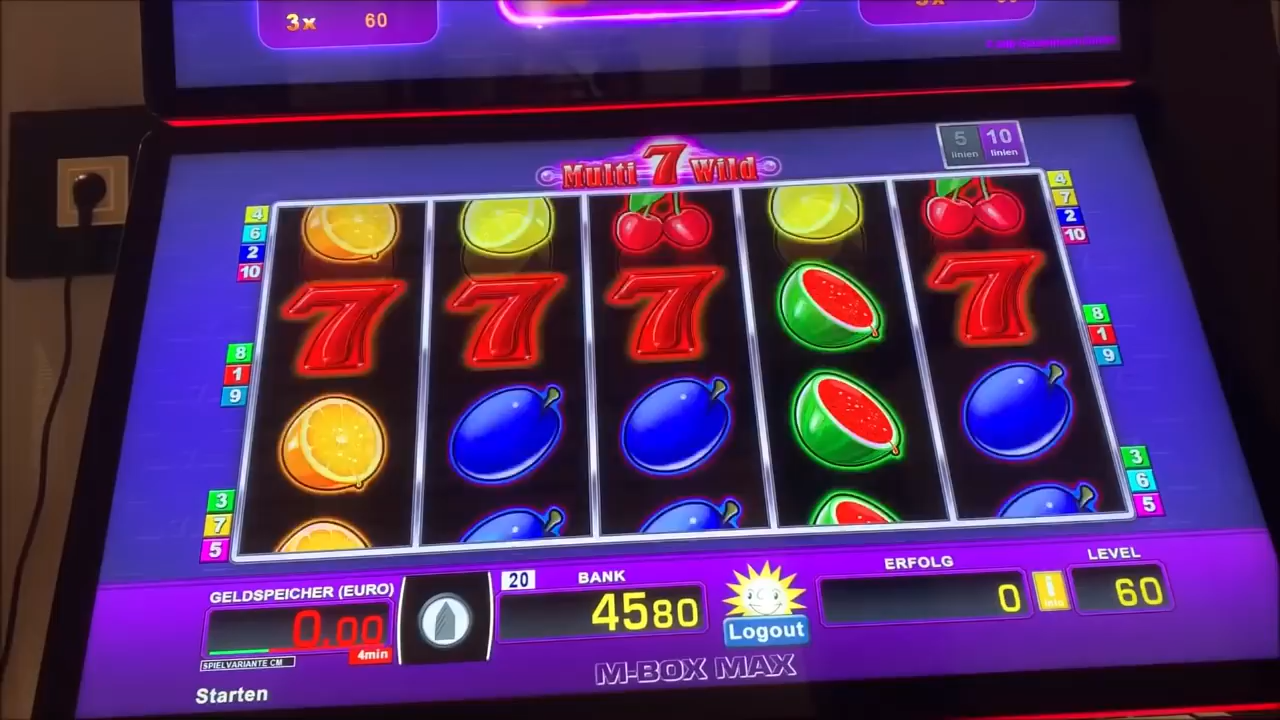 3x 60
5 linien 10 linien
Multi 7 Wild
4
6
2
10
8
1
9
3
7
5
4
7
2
10
8
1
9
3
6
5
GELDSPEICHER (EURO) 20 BANK ERFOLG LEVEL
0.00 4580 0 60
4min
SPIELVARIANTE CM
Logout
M-BOX MAX
Starten